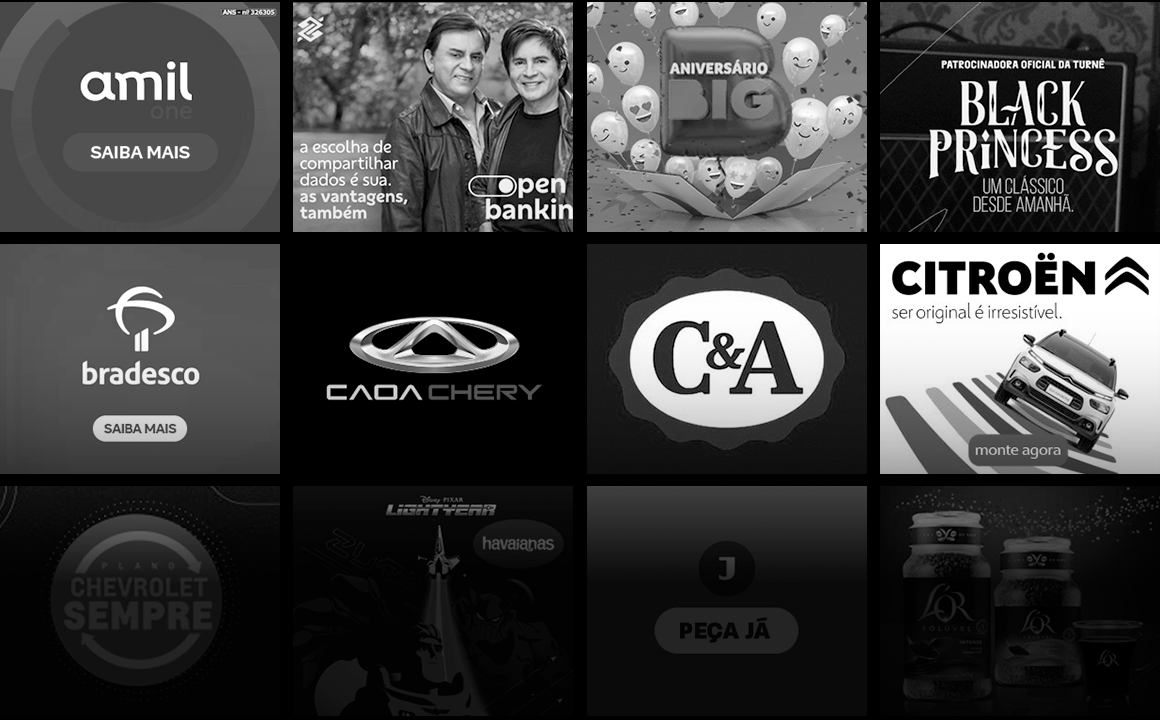 ANS - nº 326305
amil
one
SAIBA MAIS
a escolha de
compartilhar
dados é sua.
as vantagens,
também
open
bankin
ANIVERSÁRIO
BIG
PATROCINADORA OFICIAL DA TURNÊ
BLACK
PRINCESS
UM CLÁSSICO
DESDE AMANHÃ.
bradesco
SAIBA MAIS
CAOA CHERY
C&A
CITROËN
ser original é irresistível.
monte agora
PLANO
CHEVROLET
SEMPRE
Disney · PIXAR
LIGHTYEAR
havaianas
J
PEÇA JÁ
L'OR
SOLÚVEL
L'OR
L'OR